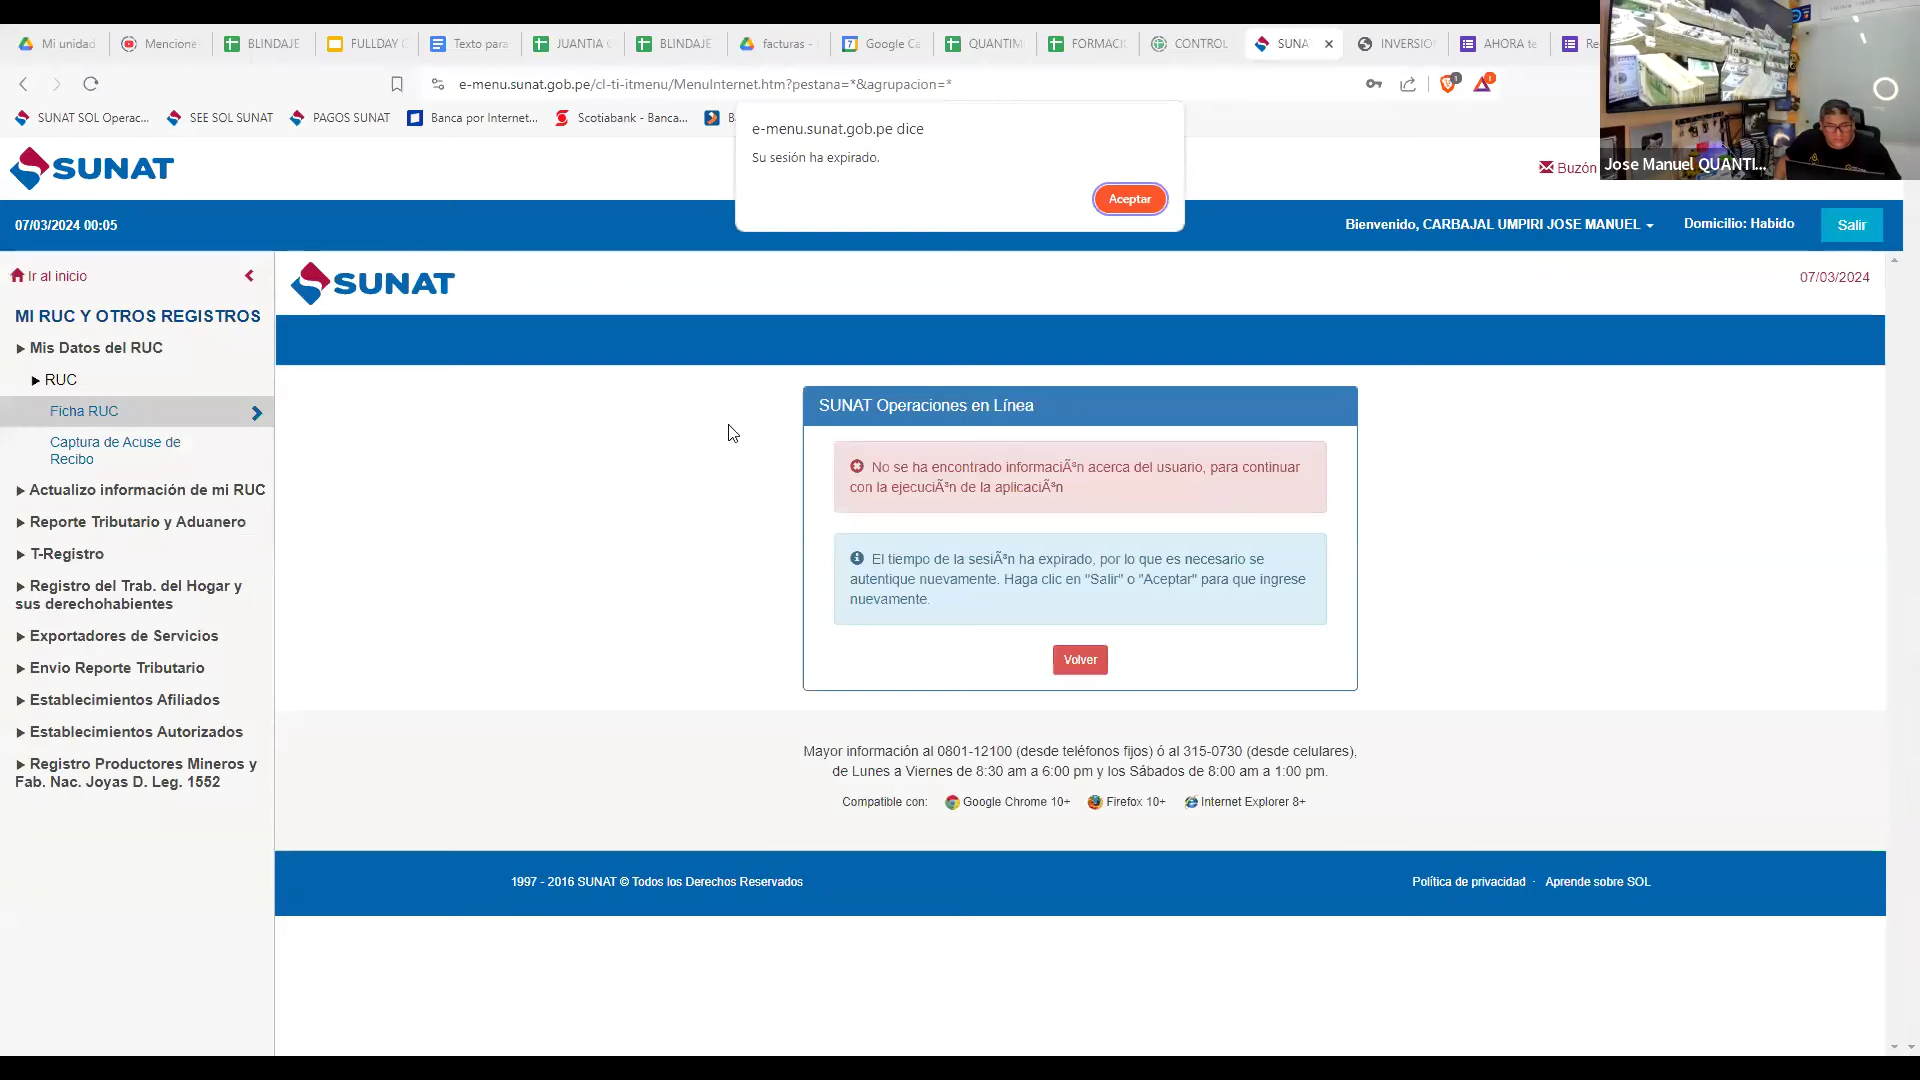 Mi unidad
Mencione
BLINDAJE
FULLDAY C
Texto para
JUANTIA
BLINDAJE
facturas -
Google Ca
QUANTIM
FORMACI
CONTROL
SUNA
INVERSIO
AHORA te
Re
e-menu.sunat.gob.pe/cl-ti-itmenu/MenuInternet.htm?pestana=*&agrupacion=*
1
1
SUNAT SOL Operac...
SEE SOL SUNAT
PAGOS SUNAT
Banca por Internet...
Scotiabank - Banca...
B
e-menu.sunat.gob.pe dice
Su sesión ha expirado.
Aceptar
SUNAT
Buzón
Jose Manuel QUANTI...
07/03/2024 00:05
Bienvenido, CARBAJAL UMPIRI JOSE MANUEL
Domicilio: Habido
Salir
Ir al inicio
MI RUC Y OTROS REGISTROS
Mis Datos del RUC
RUC
Ficha RUC
Captura de Acuse de
Recibo
Actualizo información de mi RUC
Reporte Tributario y Aduanero
T-Registro
Registro del Trab. del Hogar y
sus derechohabientes
Exportadores de Servicios
Envio Reporte Tributario
Establecimientos Afiliados
Establecimientos Autorizados
Registro Productores Mineros y
Fab. Nac. Joyas D. Leg. 1552
SUNAT
07/03/2024
SUNAT Operaciones en Línea
No se ha encontrado informaciÃ³n acerca del usuario, para continuar
con la ejecuciÃ³n de la aplicaciÃ³n
El tiempo de la sesiÃ³n ha expirado, por lo que es necesario se
autentique nuevamente. Haga clic en "Salir" o "Aceptar" para que ingrese
nuevamente.
Volver
Mayor información al 0801-12100 (desde teléfonos fijos) ó al 315-0730 (desde celulares),
de Lunes a Viernes de 8:30 am a 6:00 pm y los Sábados de 8:00 am a 1:00 pm.
Compatible con: Google Chrome 10+ Firefox 10+ Internet Explorer 8+
1997 - 2016 SUNAT © Todos los Derechos Reservados
Política de privacidad · Aprende sobre SOL